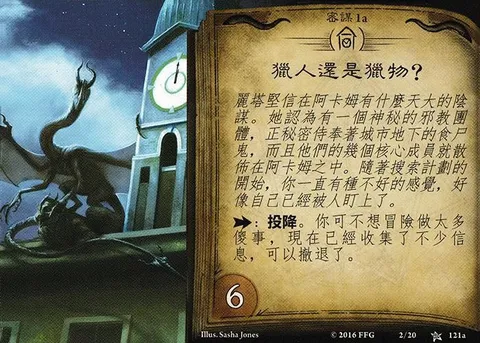 密謀 1a
獵人還是獵物？
麗塔堅信在阿卡姆有什麼天大的陰
謀。她認為有一個神秘的邪教團
體，正秘密侍奉著城市地下的食尸
鬼，而且他們的幾個核心成員就散
佈在阿卡姆之中。隨著搜索計劃的
開始，你一直有種不好的感覺，好
像自己已經被人盯上了。
：投降。你可不想冒險做太多
傻事，現在已經收集了不少信
息，可以撤退了。
6
Illus. Sasha Jones
© 2016 FFG
2/20
121a